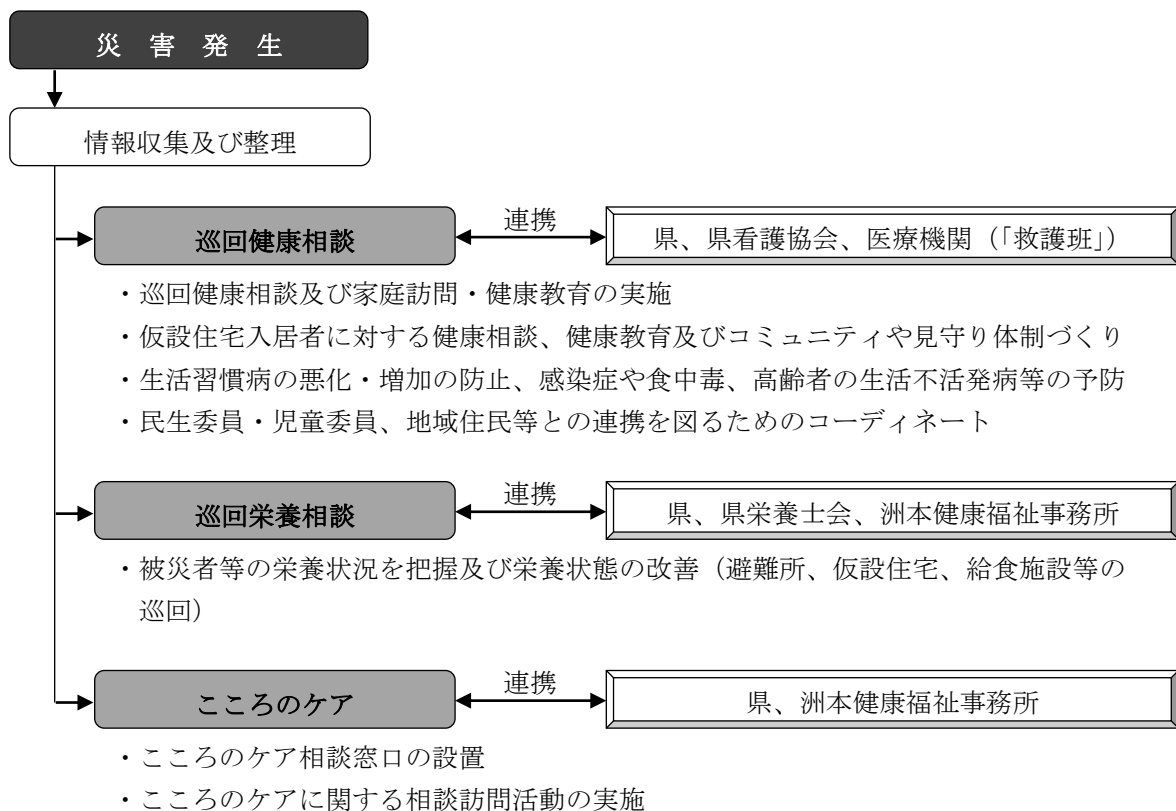 災 害 発 生
情報収集及び整理
巡回健康相談
連携
県、県看護協会、医療機関（「救護班」）
・巡回健康相談及び家庭訪問・健康教育の実施
・仮設住宅入居者に対する健康相談、健康教育及びコミュニティや見守り体制づくり
・生活習慣病の悪化・増加の防止、感染症や食中毒、高齢者の生活不活発病等の予防
・民生委員・児童委員、地域住民等との連携を図るためのコーディネート
巡回栄養相談
連携
県、県栄養士会、洲本健康福祉事務所
・被災者等の栄養状況を把握及び栄養状態の改善（避難所、仮設住宅、給食施設等の
巡回）
こころのケア
連携
県、洲本健康福祉事務所
・こころのケア相談窓口の設置
・こころのケアに関する相談訪問活動の実施